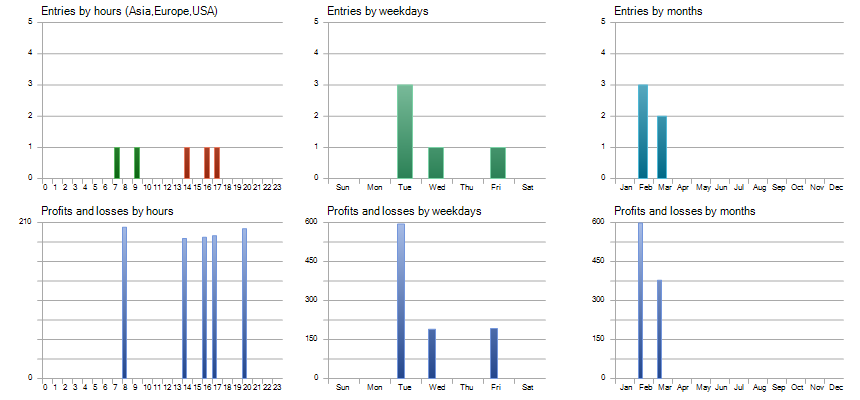 Entries by hours (Asia,Europe,USA)
5
4
3
2
1
0
0 1 2 3 4 5 6 7 8 9 10 11 12 13 14 15 16 17 18 19 20 21 22 23
Entries by weekdays
5
4
3
2
1
0
Sun Mon Tue Wed Thu Fri Sat
Entries by months
5
4
3
2
1
0
Jan Feb Mar Apr May Jun Jul Aug Sep Oct Nov Dec
Profits and losses by hours
210
0
0 1 2 3 4 5 6 7 8 9 10 11 12 13 14 15 16 17 18 19 20 21 22 23
Profits and losses by weekdays
600
450
300
150
0
Sun Mon Tue Wed Thu Fri Sat
Profits and losses by months
600
450
300
150
0
Jan Feb Mar Apr May Jun Jul Aug Sep Oct Nov Dec